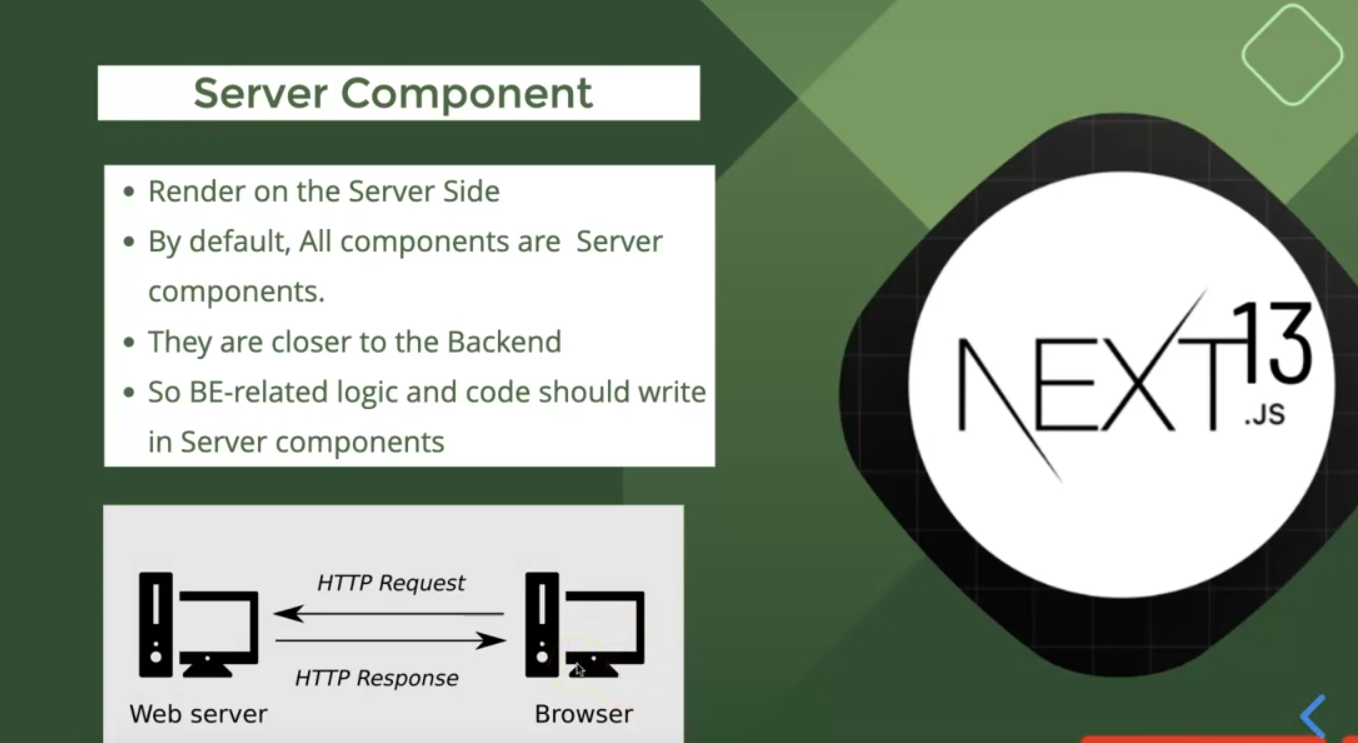 Server Component
• Render on the Server Side
• By default, All components are Server
components.
• They are closer to the Backend
• So BE-related logic and code should write
in Server components
HTTP Request
HTTP Response
Web server
Browser
NEXT13
.JS